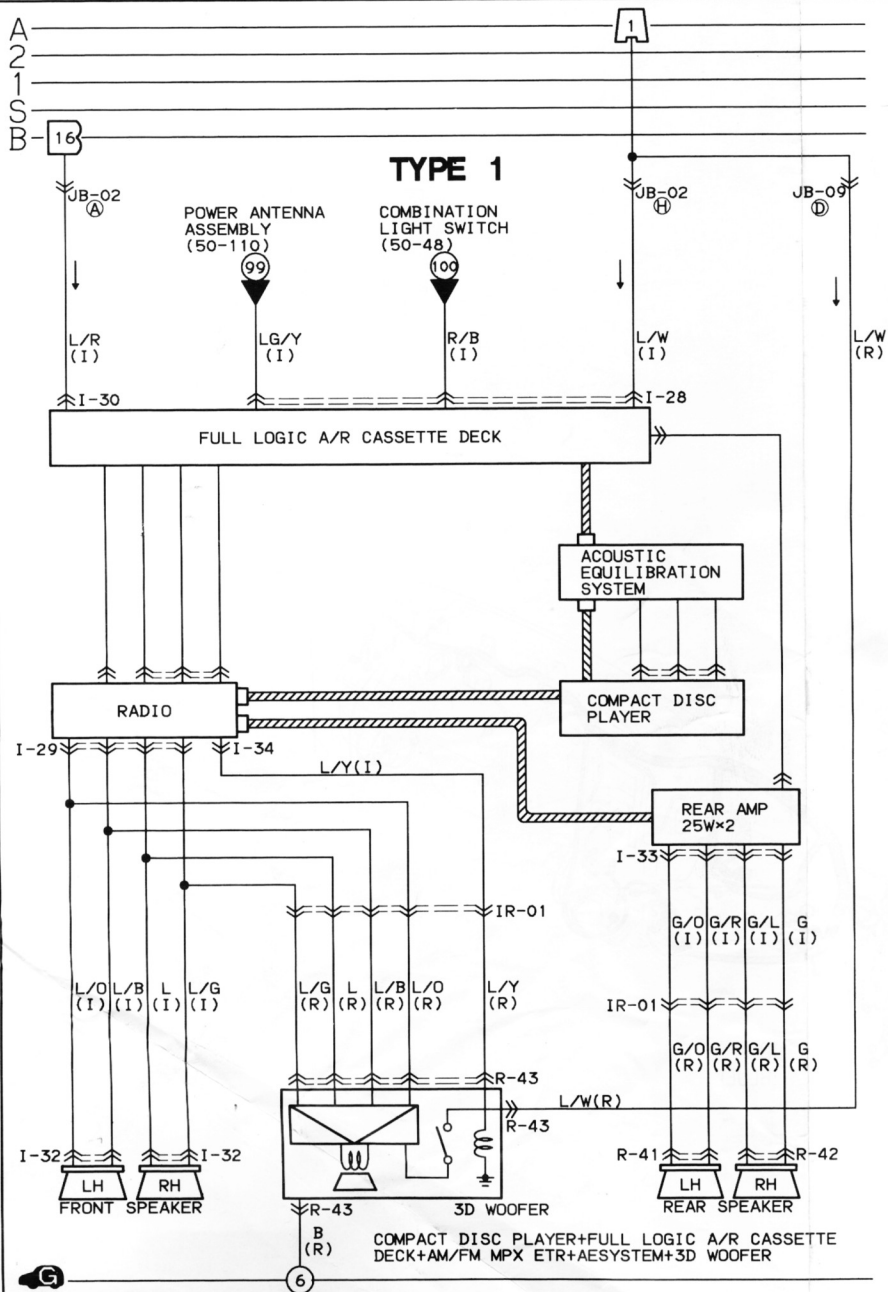 A
1
2
1
S
B
16
TYPE 1
JB-02
Ⓐ
JB-02
Ⓗ
JB-09
Ⓓ
POWER ANTENNA
ASSEMBLY
(50-110)
99
COMBINATION
LIGHT SWITCH
(50-48)
100
L/R
(I)
LG/Y
(I)
R/B
(I)
L/W
(I)
L/W
(R)
I-30
I-28
FULL LOGIC A/R CASSETTE DECK
ACOUSTIC
EQUILIBRATION
SYSTEM
RADIO
COMPACT DISC
PLAYER
I-29
I-34
L/Y(I)
REAR AMP
25W×2
I-33
IR-01
G/O
(I)
G/R
(I)
G/L
(I)
G
(I)
L/O
(I)
L/B
(I)
L
(I)
L/G
(I)
L/G
(R)
L
(R)
L/B
(R)
L/O
(R)
L/Y
(R)
IR-01
G/O
(R)
G/R
(R)
G/L
(R)
G
(R)
R-43
L/W(R)
R-43
I-32
I-32
R-41
R-42
LH
RH
FRONT SPEAKER
LH
RH
REAR SPEAKER
R-43
3D WOOFER
B
(R)
COMPACT DISC PLAYER+FULL LOGIC A/R CASSETTE
DECK+AM/FM MPX ETR+AESYSTEM+3D WOOFER
G
6